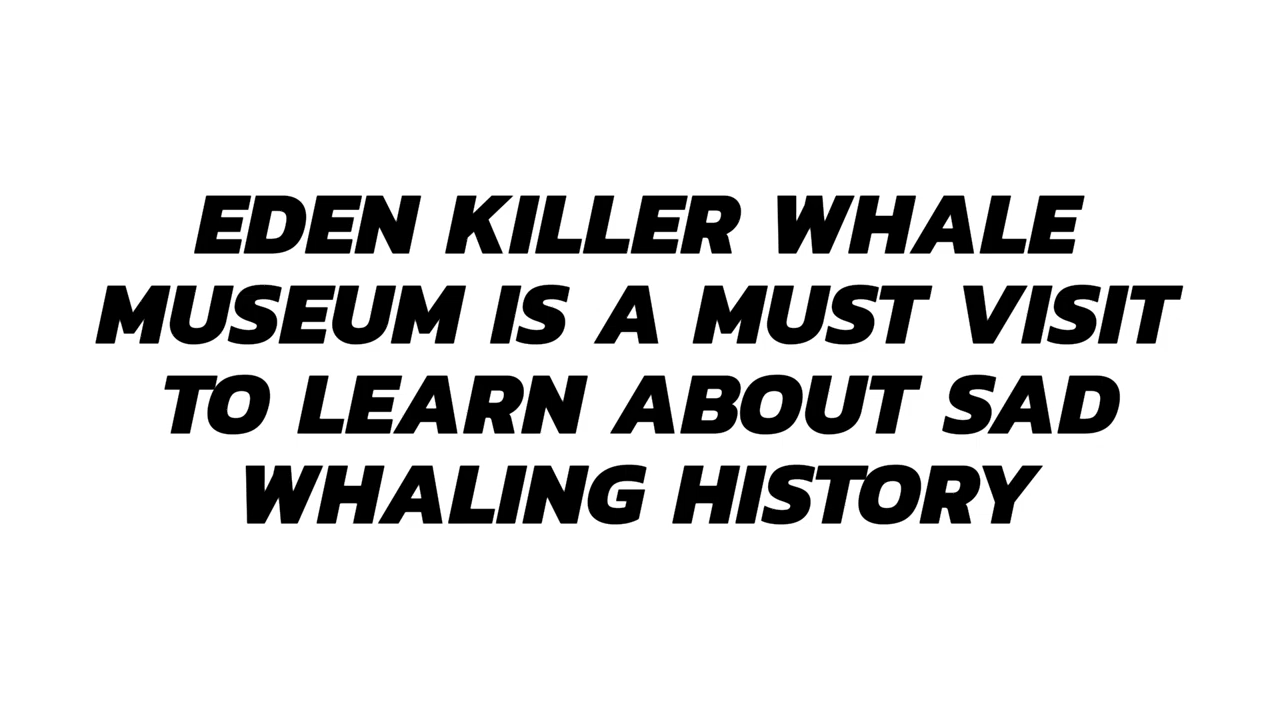 EDEN KILLER WHALE
MUSEUM IS A MUST VISIT
TO LEARN ABOUT SAD
WHALING HISTORY